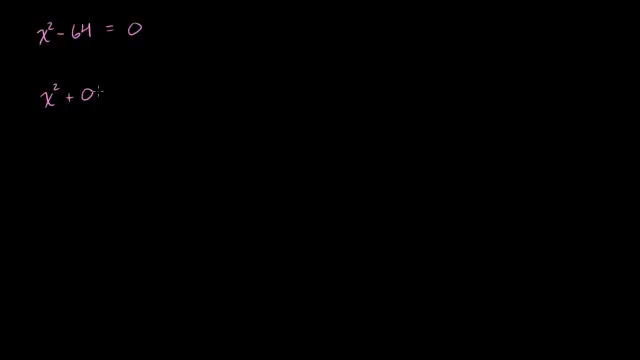 x² - 64 = 0
x² + 0